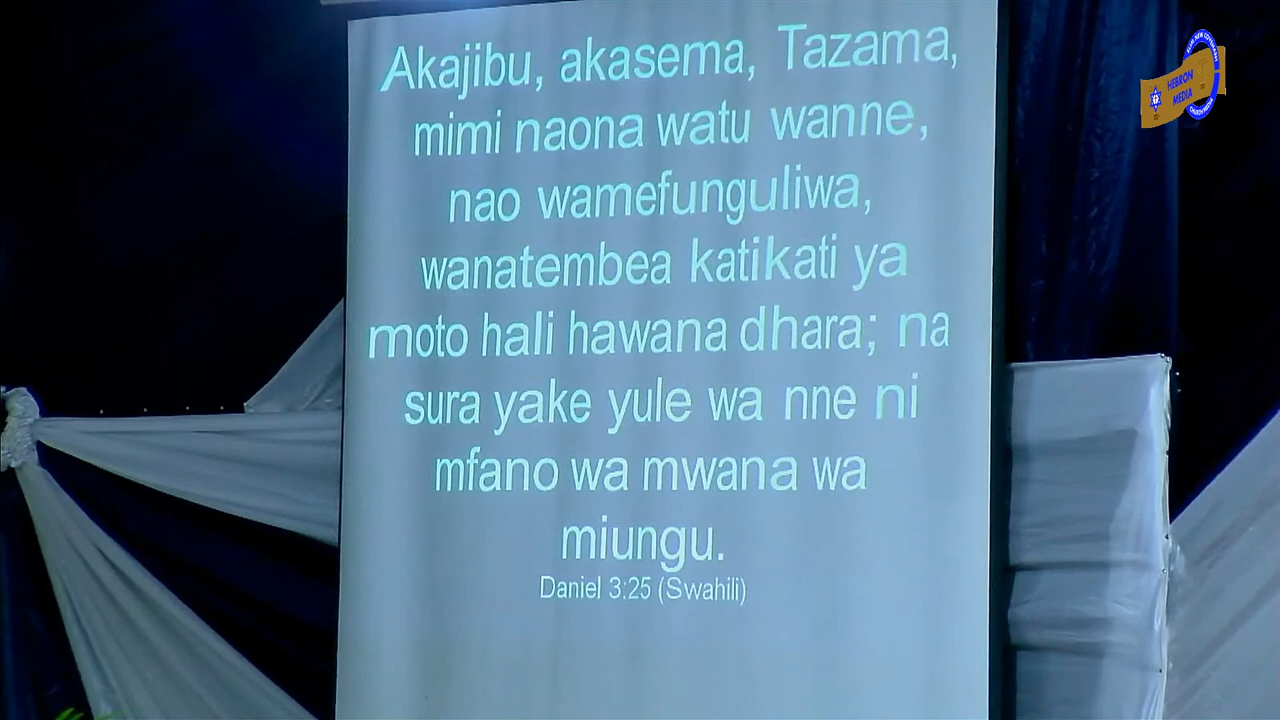 Akajibu, akasema, Tazama,
mimi naona watu wanne,
nao wamefunguliwa,
wanatembea katikati ya
moto hali hawana dhara; na
sura yake yule wa nne ni
mfano wa mwana wa
miungu.
Daniel 3:25 (Swahili)
HEBRON
MEDIA